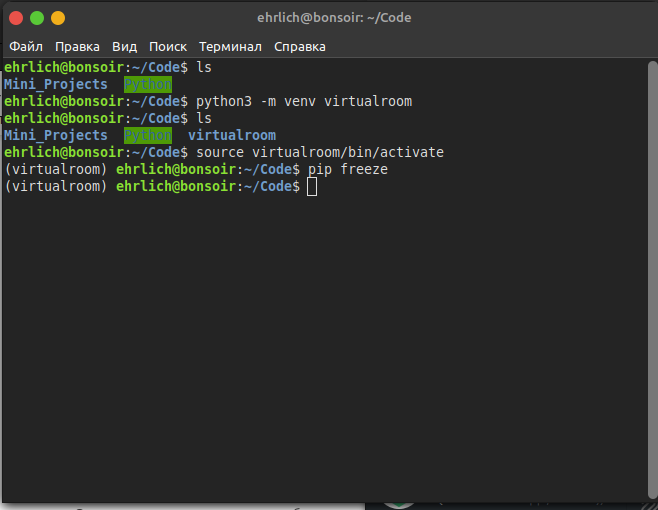 ehrlich@bonsoir: ~/Code
Файл Правка Вид Поиск Терминал Справка
ehrlich@bonsoir:~/Code$ ls
Mini_Projects Python
ehrlich@bonsoir:~/Code$ python3 -m venv virtualroom
ehrlich@bonsoir:~/Code$ ls
Mini_Projects Python virtualroom
ehrlich@bonsoir:~/Code$ source virtualroom/bin/activate
(virtualroom) ehrlich@bonsoir:~/Code$ pip freeze
(virtualroom) ehrlich@bonsoir:~/Code$